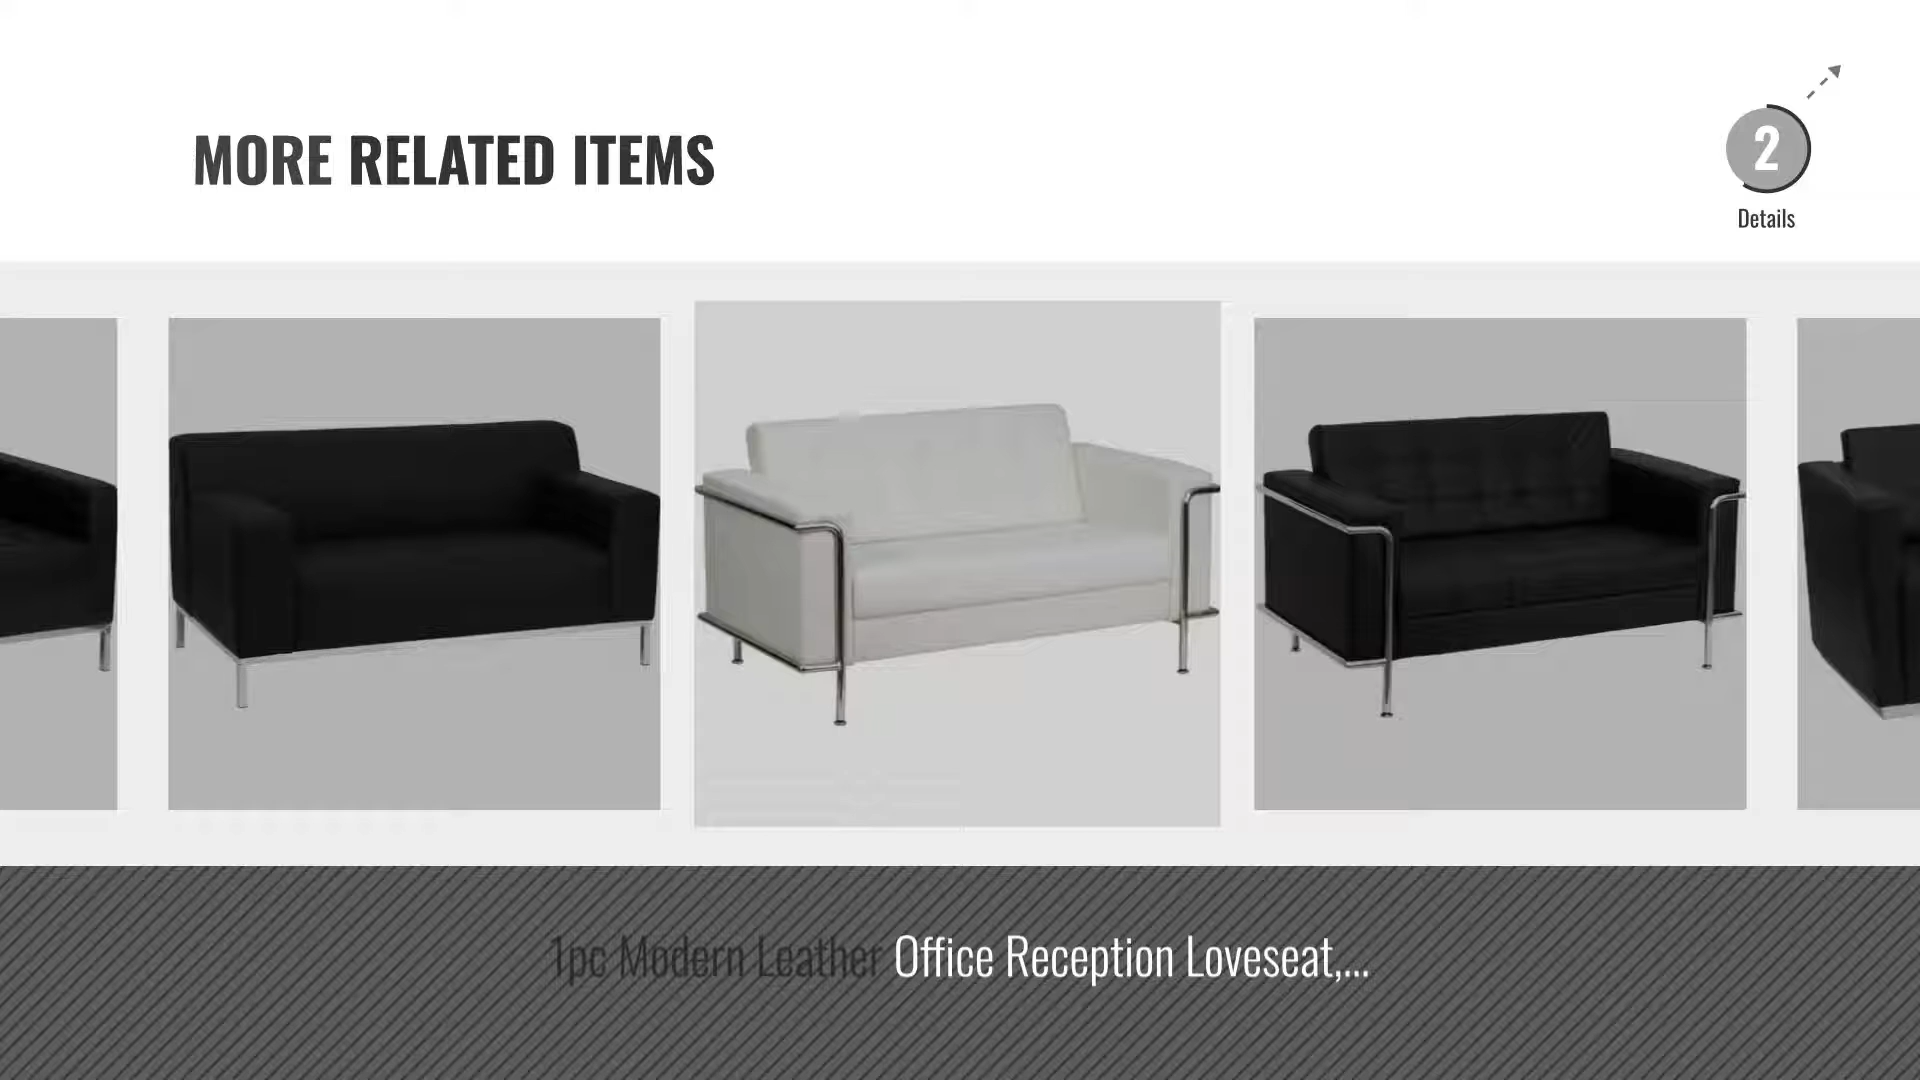 MORE RELATED ITEMS
2
Details
1pc Modern Leather Office Reception Loveseat,...